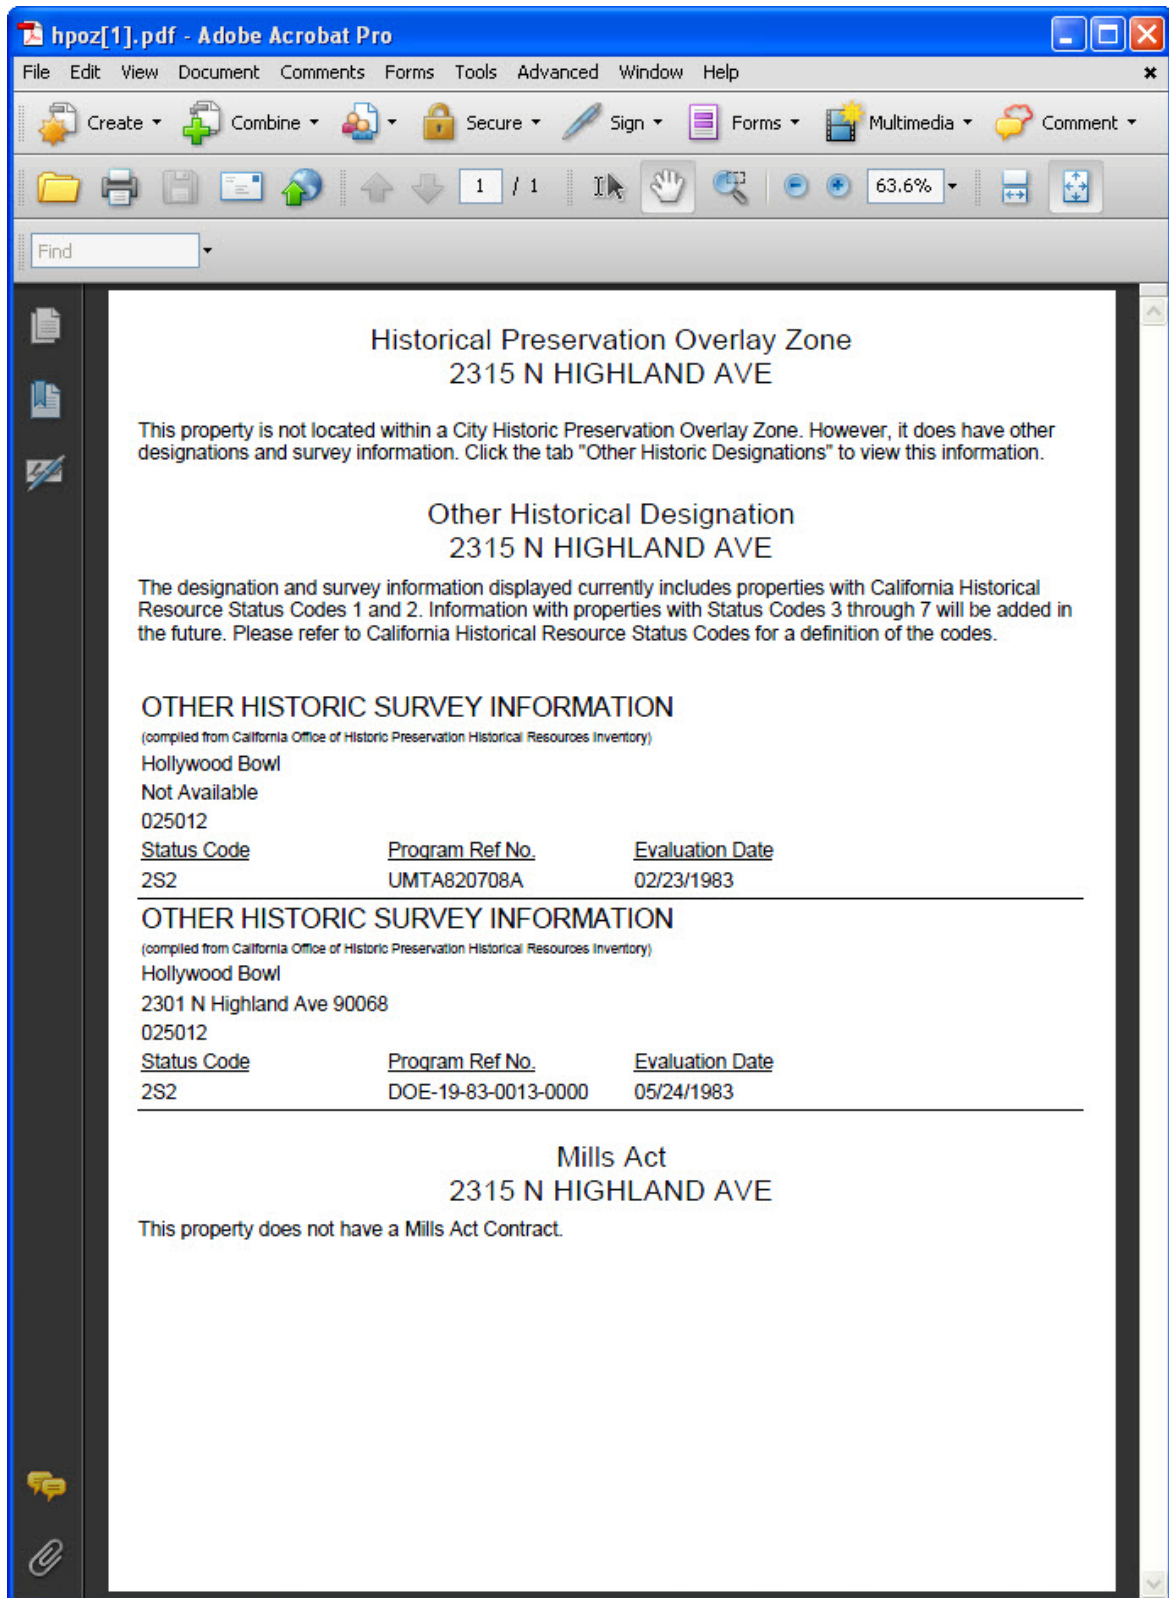 hpoz[1].pdf - Adobe Acrobat Pro
File Edit View Document Comments Forms Tools Advanced Window Help
Create Combine Secure Sign Forms Multimedia Comment
1 / 1 63.6%
Find
Historical Preservation Overlay Zone
2315 N HIGHLAND AVE
This property is not located within a City Historic Preservation Overlay Zone. However, it does have other
designations and survey information. Click the tab "Other Historic Designations" to view this information.
Other Historical Designation
2315 N HIGHLAND AVE
The designation and survey information displayed currently includes properties with California Historical
Resource Status Codes 1 and 2. Information with properties with Status Codes 3 through 7 will be added in
the future. Please refer to California Historical Resource Status Codes for a definition of the codes.
OTHER HISTORIC SURVEY INFORMATION
(compiled from California Office of Historic Preservation Historical Resources Inventory)
Hollywood Bowl
Not Available
025012
Status Code Program Ref No. Evaluation Date
2S2 UMTA820708A 02/23/1983
OTHER HISTORIC SURVEY INFORMATION
(compiled from California Office of Historic Preservation Historical Resources Inventory)
Hollywood Bowl
2301 N Highland Ave 90068
025012
Status Code Program Ref No. Evaluation Date
2S2 DOE-19-83-0013-0000 05/24/1983
Mills Act
2315 N HIGHLAND AVE
This property does not have a Mills Act Contract.